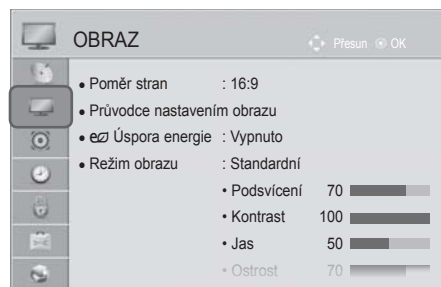 OBRAZ
Přesun ⊙ OK
• Poměr stran : 16:9
• Průvodce nastavením obrazu
• Úspora energie : Vypnuto
• Režim obrazu : Standardní
• Podsvícení 70
• Kontrast 100
• Jas 50
• Ostrost 70